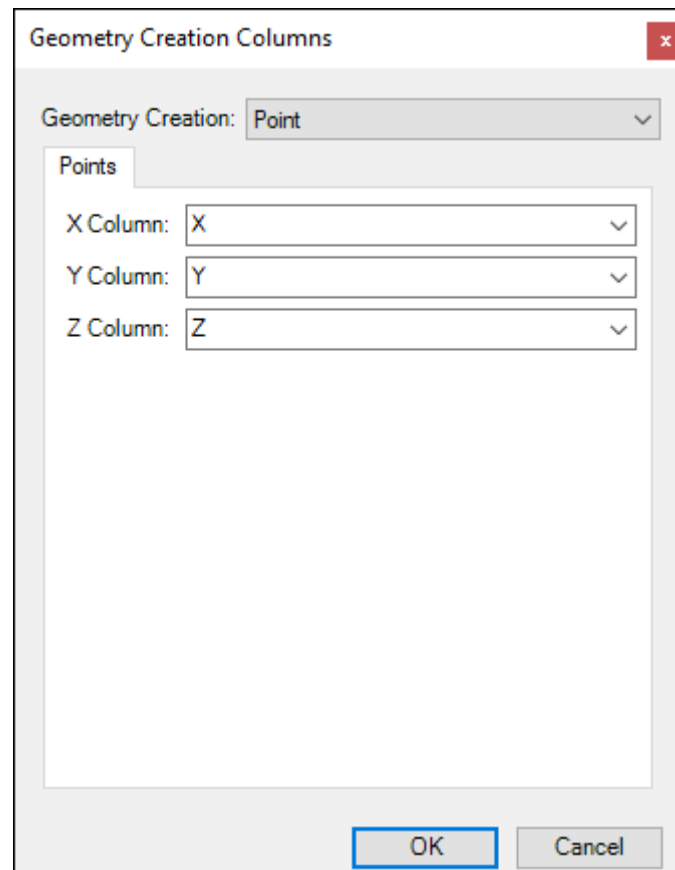 Geometry Creation Columns
x
Geometry Creation: Point
Points
X Column: X
Y Column: Y
Z Column: Z
OK Cancel